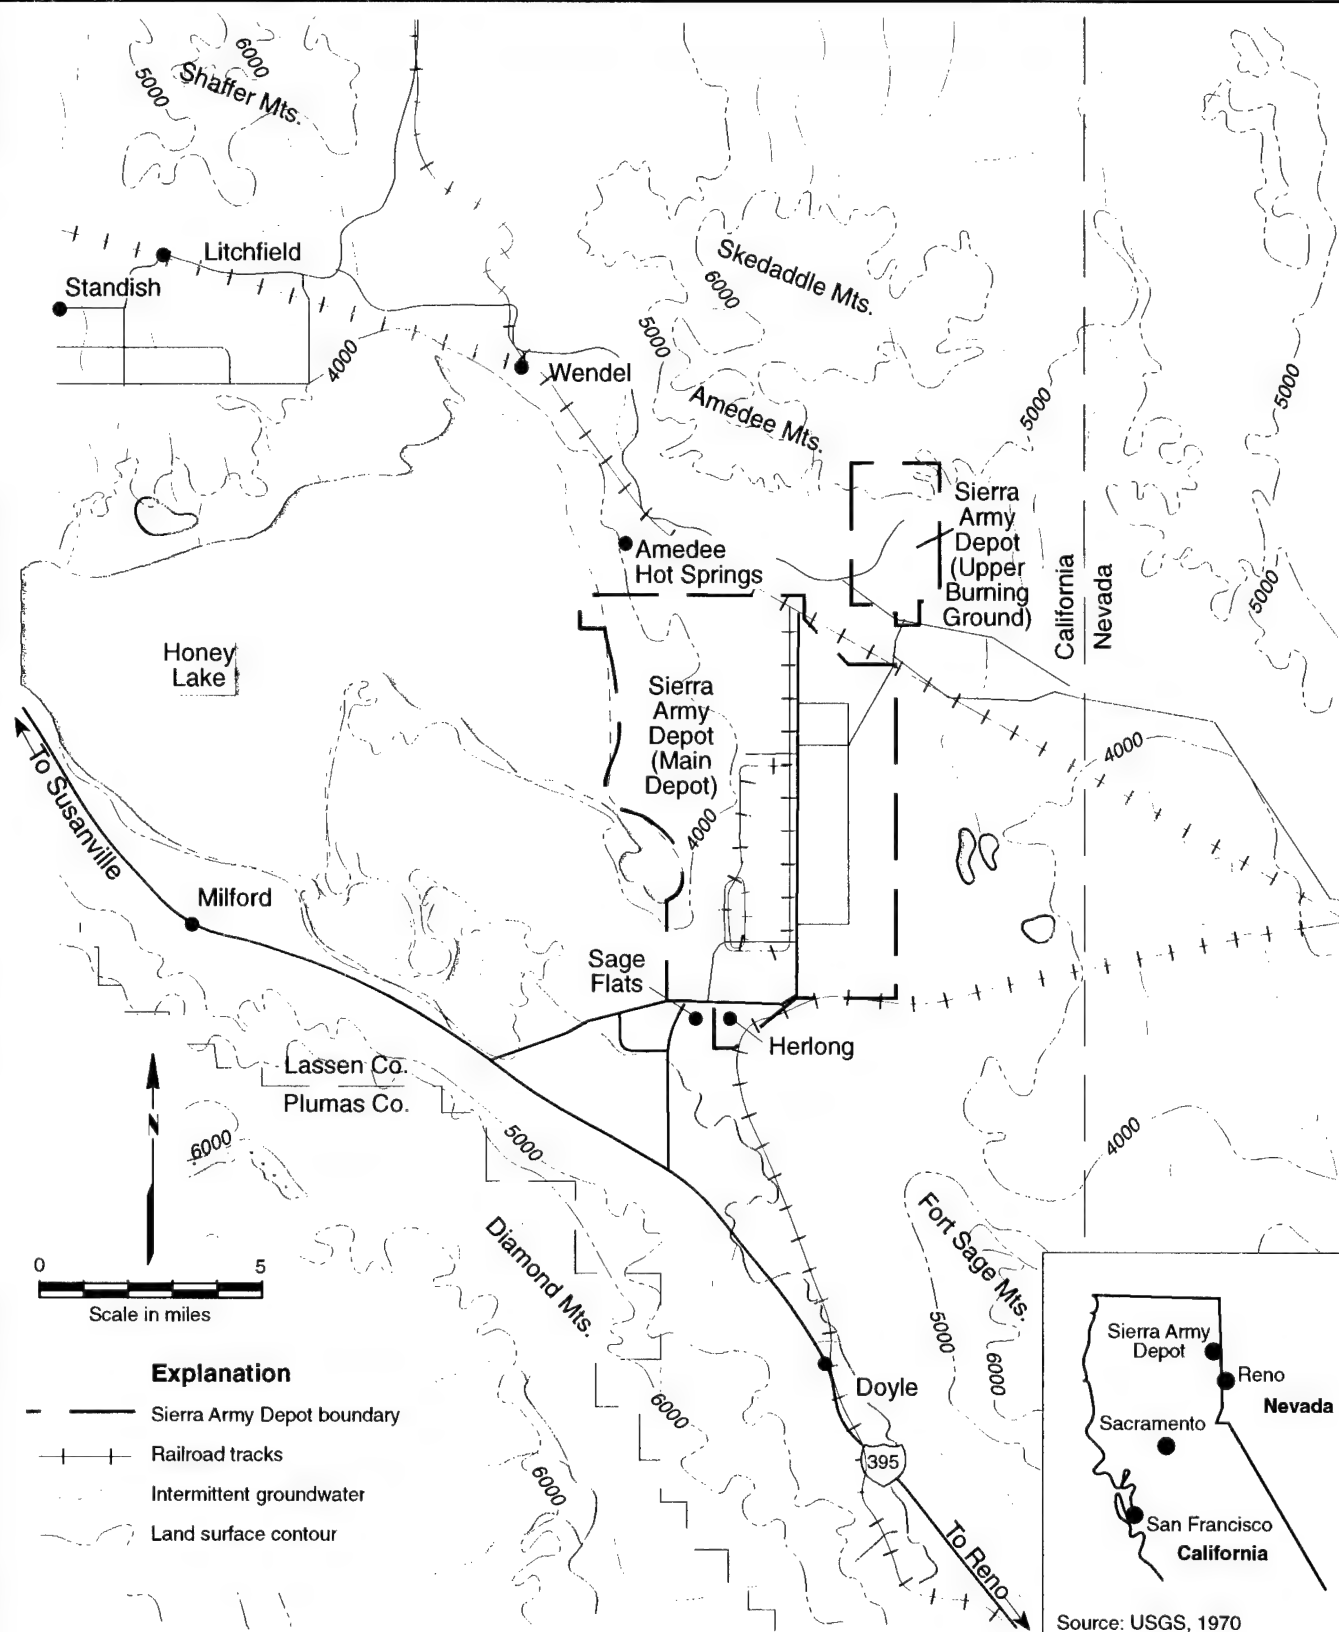 6000
5000
Shaffer Mts.
Litchfield
Standish
4000
Wendel
Skedaddle Mts.
6000
5000
Amedee Mts.
5000
5000
Sierra
Army
Depot
(Upper
Burning
Ground)
Amedee
Hot Springs
California
Nevada
5000
Honey
Lake
Sierra
Army
Depot
(Main
Depot)
4000
4000
To Susanville
Milford
Sage
Flats
Herlong
Lassen Co.
Plumas Co.
N
6000
5000
4000
Diamond Mts.
Fort Sage Mts.
5000
6000
0 5
Scale in miles
Doyle
6000
395
6000
To Reno
Explanation
Sierra Army Depot boundary
Railroad tracks
Intermittent groundwater
Land surface contour
Sierra Army
Depot
Reno
Nevada
Sacramento
San Francisco
California
Source: USGS, 1970